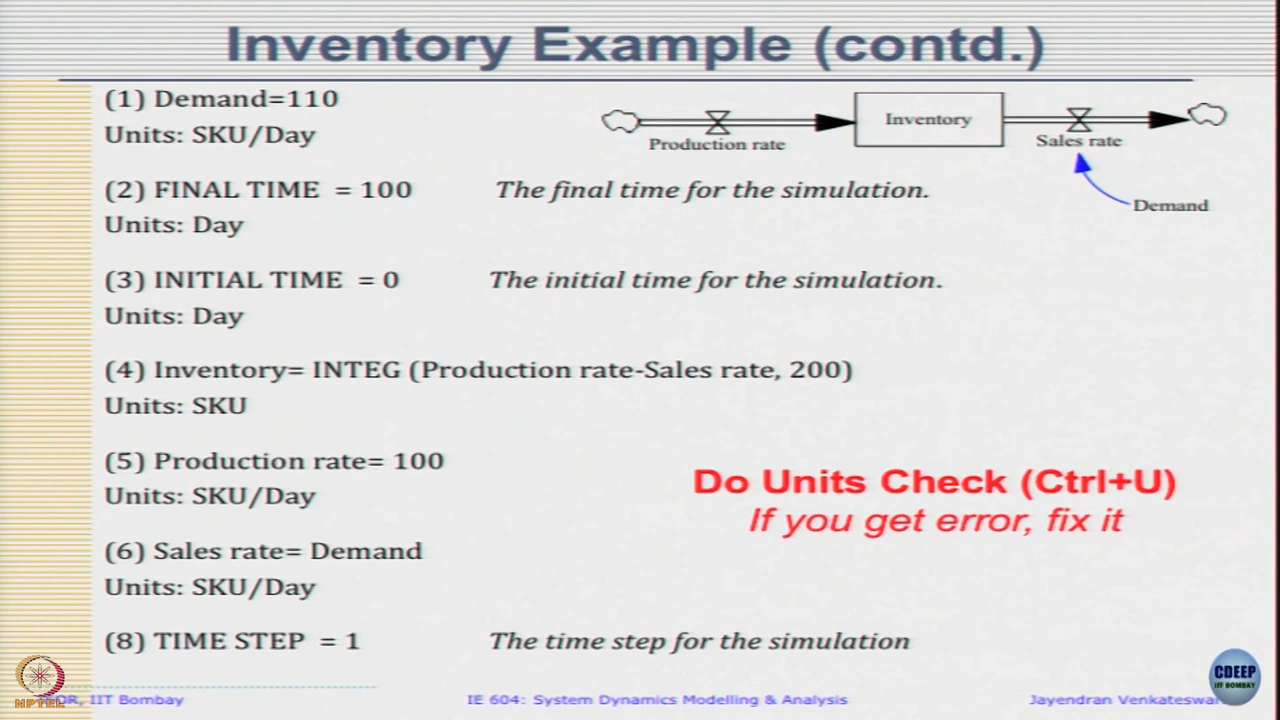 Inventory Example (contd.)
(1) Demand=110
Units: SKU/Day
Production rate
Inventory
Sales rate
Demand
(2) FINAL TIME = 100 The final time for the simulation.
Units: Day
(3) INITIAL TIME = 0 The initial time for the simulation.
Units: Day
(4) Inventory= INTEG (Production rate-Sales rate, 200)
Units: SKU
(5) Production rate= 100
Units: SKU/Day
Do Units Check (Ctrl+U)
If you get error, fix it
(6) Sales rate= Demand
Units: SKU/Day
(8) TIME STEP = 1 The time step for the simulation
IIT Bombay
IE 604: System Dynamics Modelling & Analysis
Jayendran
NPTEL
CDEEP
IIT BOMBAY